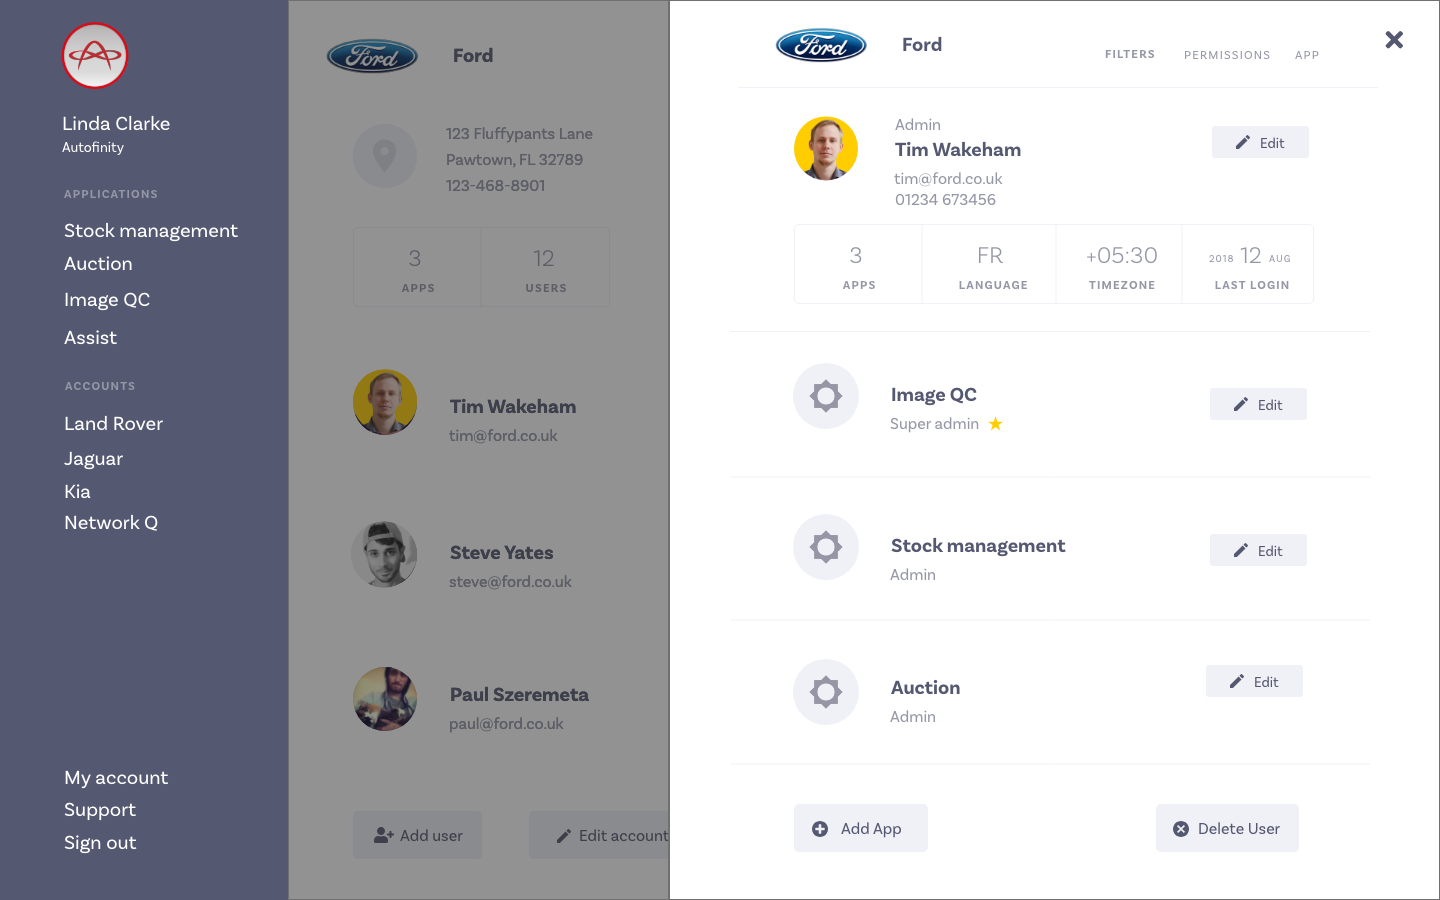 Linda Clarke
Autofinity
APPLICATIONS
Stock management
Auction
Image QC
Assist
ACCOUNTS
Land Rover
Jaguar
Kia
Network Q
My account
Support
Sign out
Ford
Ford
123 Fluffypants Lane
Pawtown, FL 32789
123-468-8901
3
APPS
12
USERS
Tim Wakeham
tim@ford.co.uk
Steve Yates
steve@ford.co.uk
Paul Szeremeta
paul@ford.co.uk
Add user
Edit account
Ford
Ford
FILTERS
PERMISSIONS
APP
Admin
Tim Wakeham
tim@ford.co.uk
01234 673456
Edit
3
APPS
FR
LANGUAGE
+05:30
TIMEZONE
2018 12 AUG
LAST LOGIN
Image QC
Super admin
Edit
Stock management
Admin
Edit
Auction
Admin
Edit
Add App
Delete User